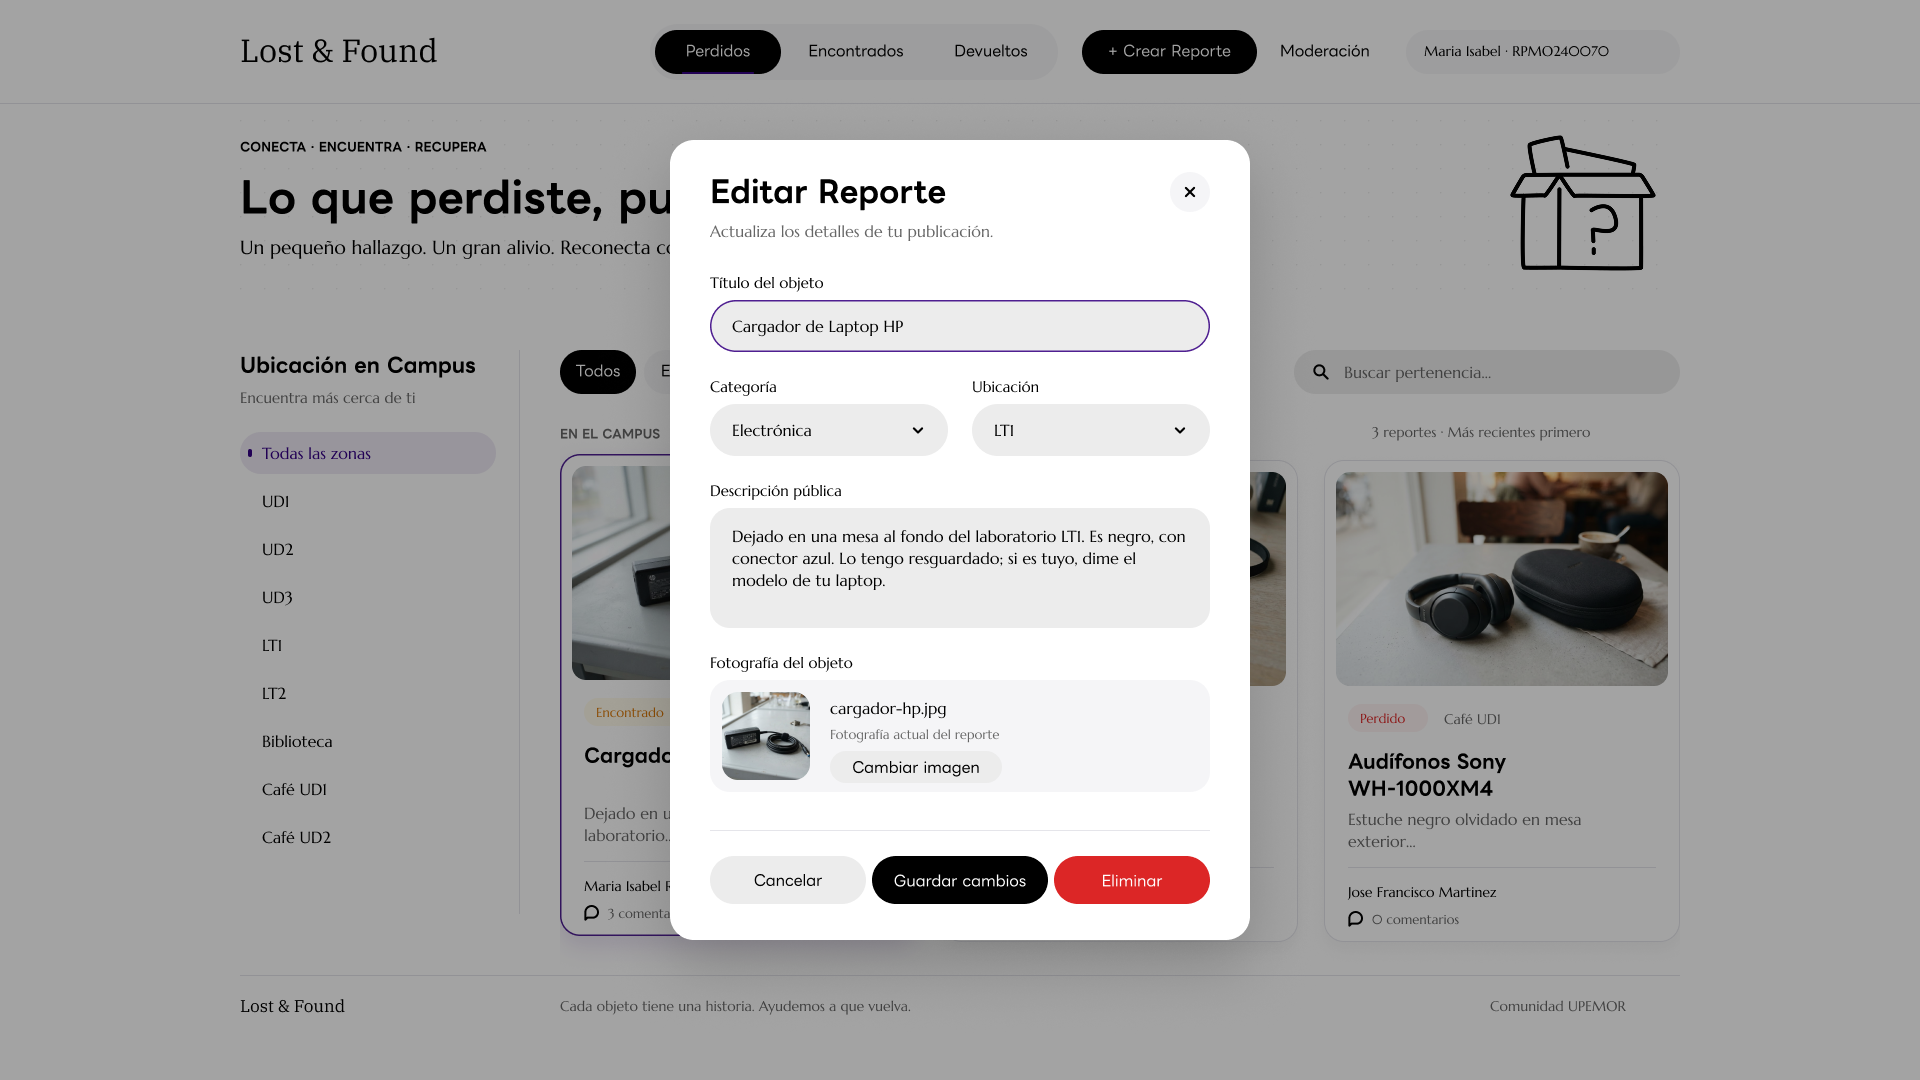 Lost & Found
Perdidos
Encontrados
Devueltos
+ Crear Reporte
Moderación
Maria Isabel · RPMO240070
CONECTA · ENCUENTRA · RECUPERA
Lo que perdiste, pu
Un pequeño hallazgo. Un gran alivio. Reconecta co
Ubicación en Campus
Encuentra más cerca de ti
Todas las zonas
UD1
UD2
UD3
LT1
LT2
Biblioteca
Café UD1
Café UD2
Todos
E
Buscar pertenencia...
EN EL CAMPUS
3 reportes · Más recientes primero
Encontrado
Cargado
Dejado en u
laboratorio..
Maria Isabel R
3 comenta
Editar Reporte
Actualiza los detalles de tu publicación.
Título del objeto
Cargador de Laptop HP
Categoría
Ubicación
Electrónica
LT1
Descripción pública
Dejado en una mesa al fondo del laboratorio LT1. Es negro, con
conector azul. Lo tengo resguardado; si es tuyo, dime el
modelo de tu laptop.
Fotografía del objeto
cargador-hp.jpg
Fotografía actual del reporte
Cambiar imagen
Cancelar
Guardar cambios
Eliminar
Perdido
Café UD1
Audífonos Sony
WH-1000XM4
Estuche negro olvidado en mesa
exterior...
Jose Francisco Martinez
0 comentarios
Lost & Found
Cada objeto tiene una historia. Ayudemos a que vuelva.
Comunidad UPEMOR